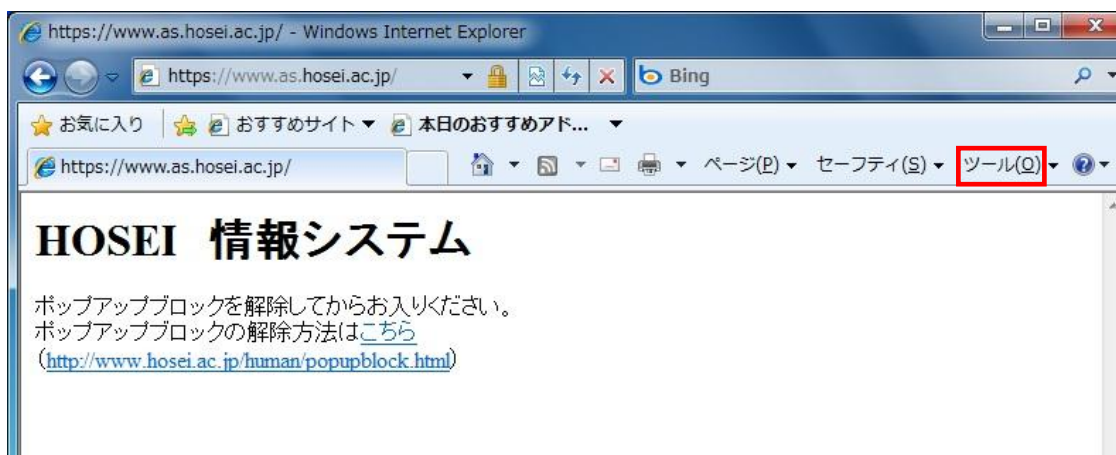 https://www.as.hosei.ac.jp/ - Windows Internet Explorer
https://www.as.hosei.ac.jp/ Bing
お気に入り おすすめサイト 本日のおすすめアド...
https://www.as.hosei.ac.jp/ ページ(P) セーフティ(S) ツール(O)
HOSEI 情報システム
ポップアップブロックを解除してからお入りください。
ポップアップブロックの解除方法はこちら
(http://www.hosei.ac.jp/human/popupblock.html)